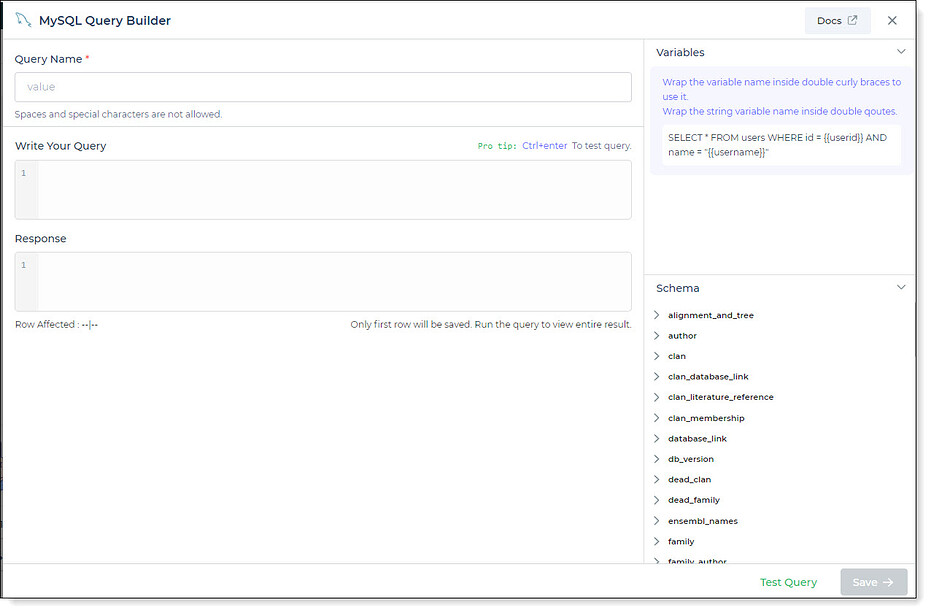 MySQL Query Builder
Docs
Query Name *
value
Spaces and special characters are not allowed.
Write Your Query
Pro tip: Ctrl+enter To test query.
1
Response
1
Row Affected : --|--
Only first row will be saved. Run the query to view entire result.
Variables
Wrap the variable name inside double curly braces to
use it.
Wrap the string variable name inside double qoutes.
SELECT * FROM users WHERE id = {{userid}} AND
name = "{{username}}"
Schema
alignment_and_tree
author
clan
clan_database_link
clan_literature_reference
clan_membership
database_link
db_version
dead_clan
dead_family
ensembl_names
family
family_author
Test Query
Save